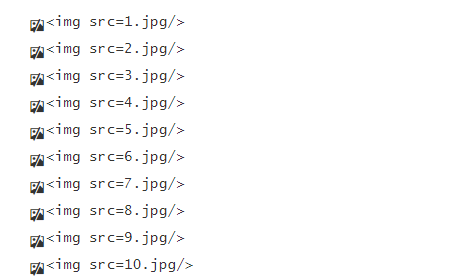 <img src=1.jpg/>
<img src=2.jpg/>
<img src=3.jpg/>
<img src=4.jpg/>
<img src=5.jpg/>
<img src=6.jpg/>
<img src=7.jpg/>
<img src=8.jpg/>
<img src=9.jpg/>
<img src=10.jpg/>